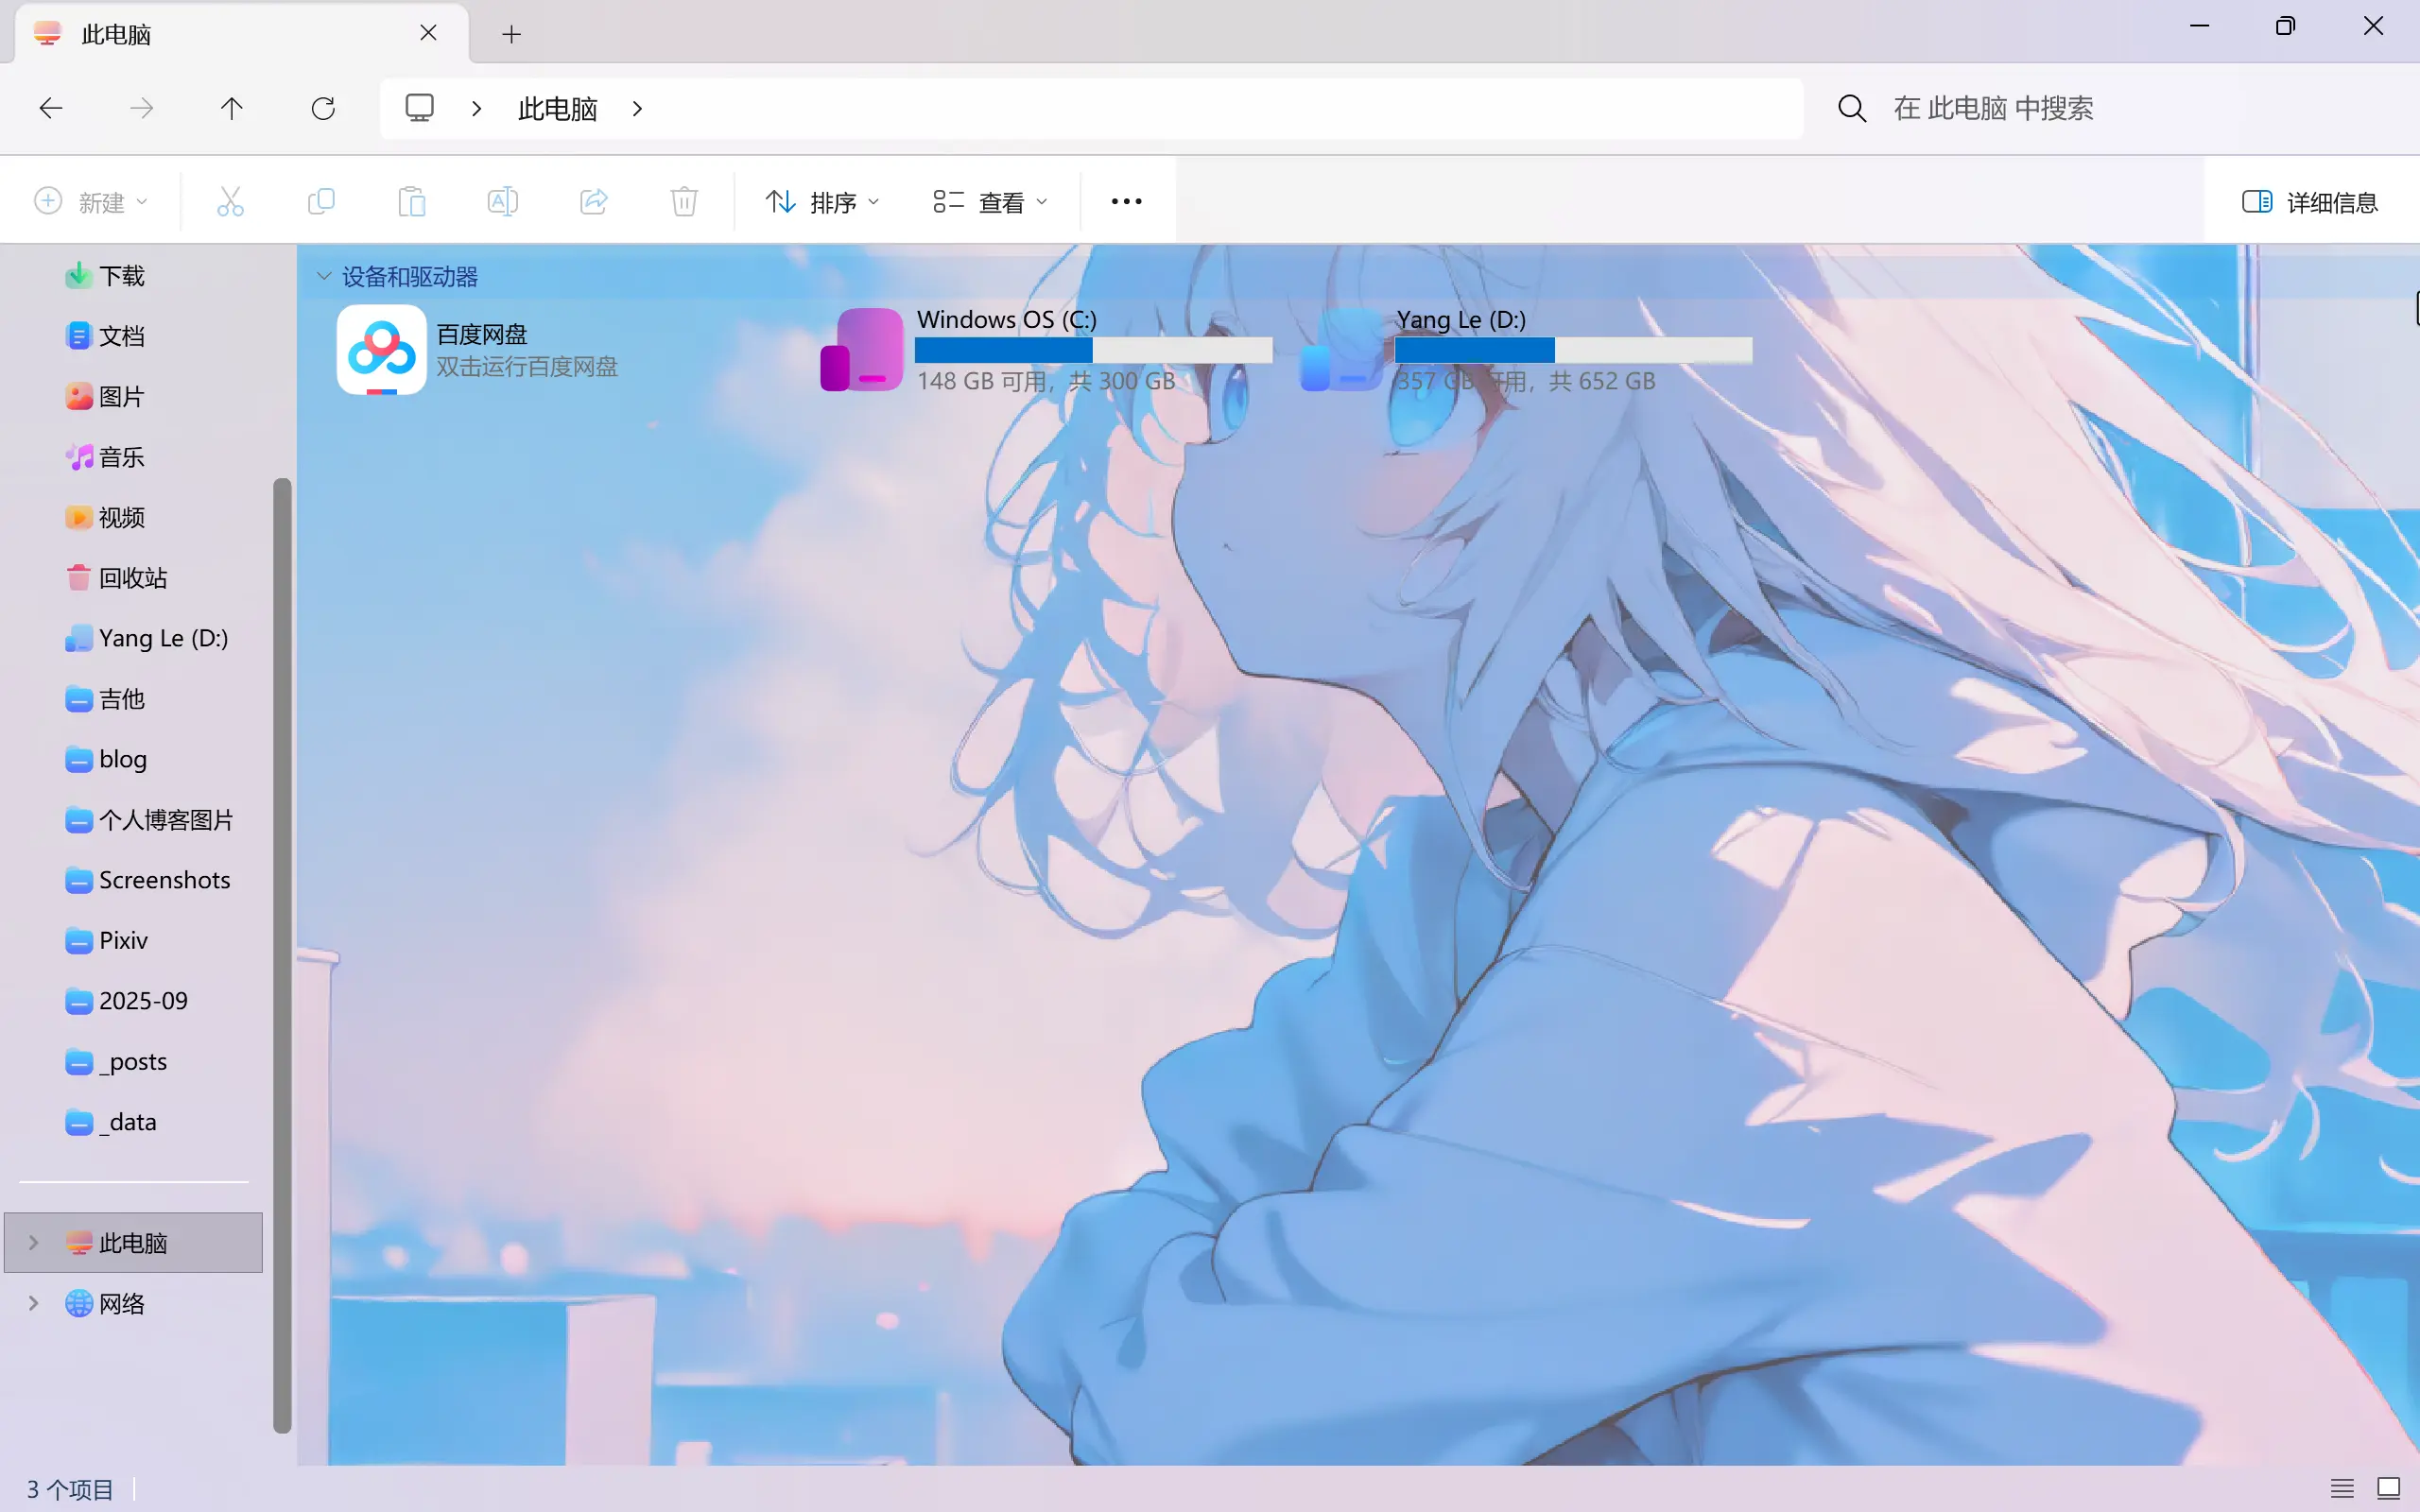 此电脑
此电脑
在 此电脑 中搜索
新建
排序
查看
详细信息
下载
文档
图片
音乐
视频
回收站
Yang Le (D:)
吉他
blog
个人博客图片
Screenshots
Pixiv
2025-09
_posts
_data
此电脑
网络
设备和驱动器
百度网盘
双击运行百度网盘
Windows OS (C:)
148 GB 可用，共 300 GB
Yang Le (D:)
357 GB 可用，共 652 GB
3 个项目